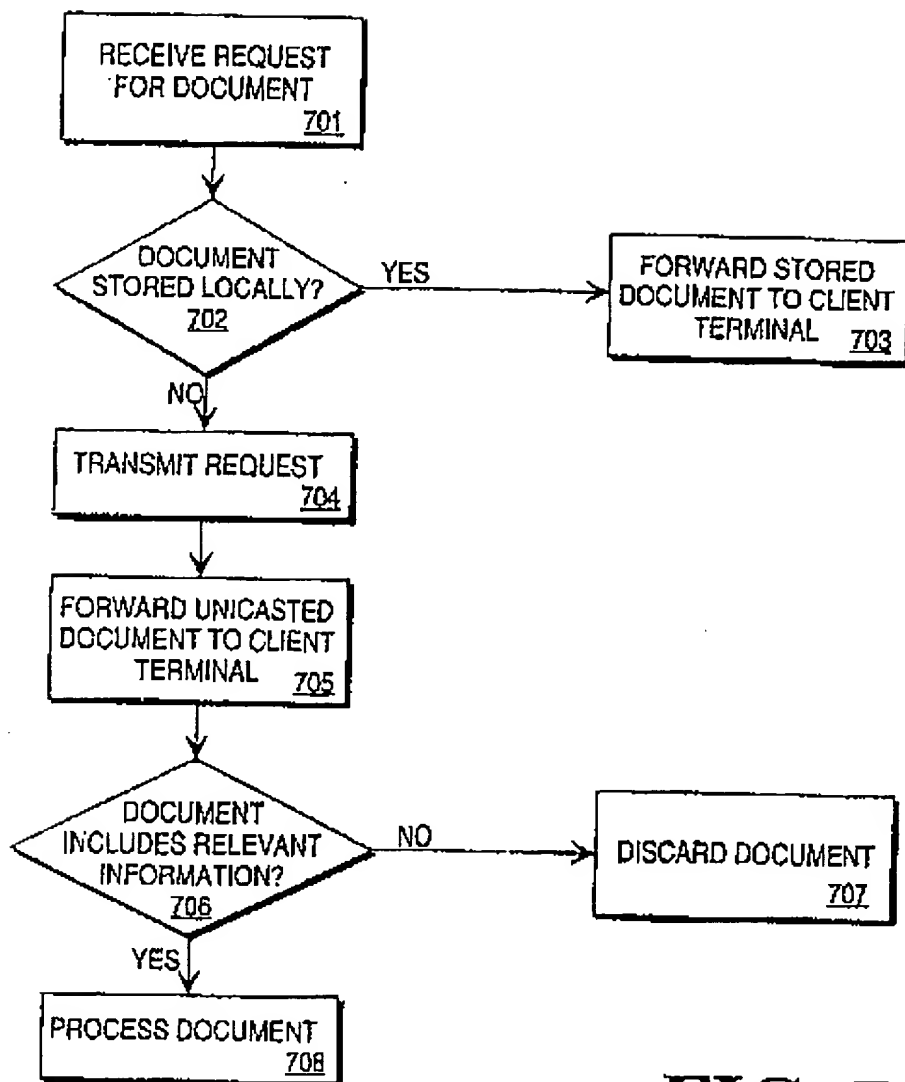 RECEIVE REQUEST
FOR DOCUMENT
701
DOCUMENT
STORED LOCALLY?
702
YES
FORWARD STORED
DOCUMENT TO CLIENT
TERMINAL
703
NO
TRANSMIT REQUEST
704
FORWARD UNICASTED
DOCUMENT TO CLIENT
TERMINAL
705
DOCUMENT
INCLUDES RELEVANT
INFORMATION?
706
NO
DISCARD DOCUMENT
707
YES
PROCESS DOCUMENT
708